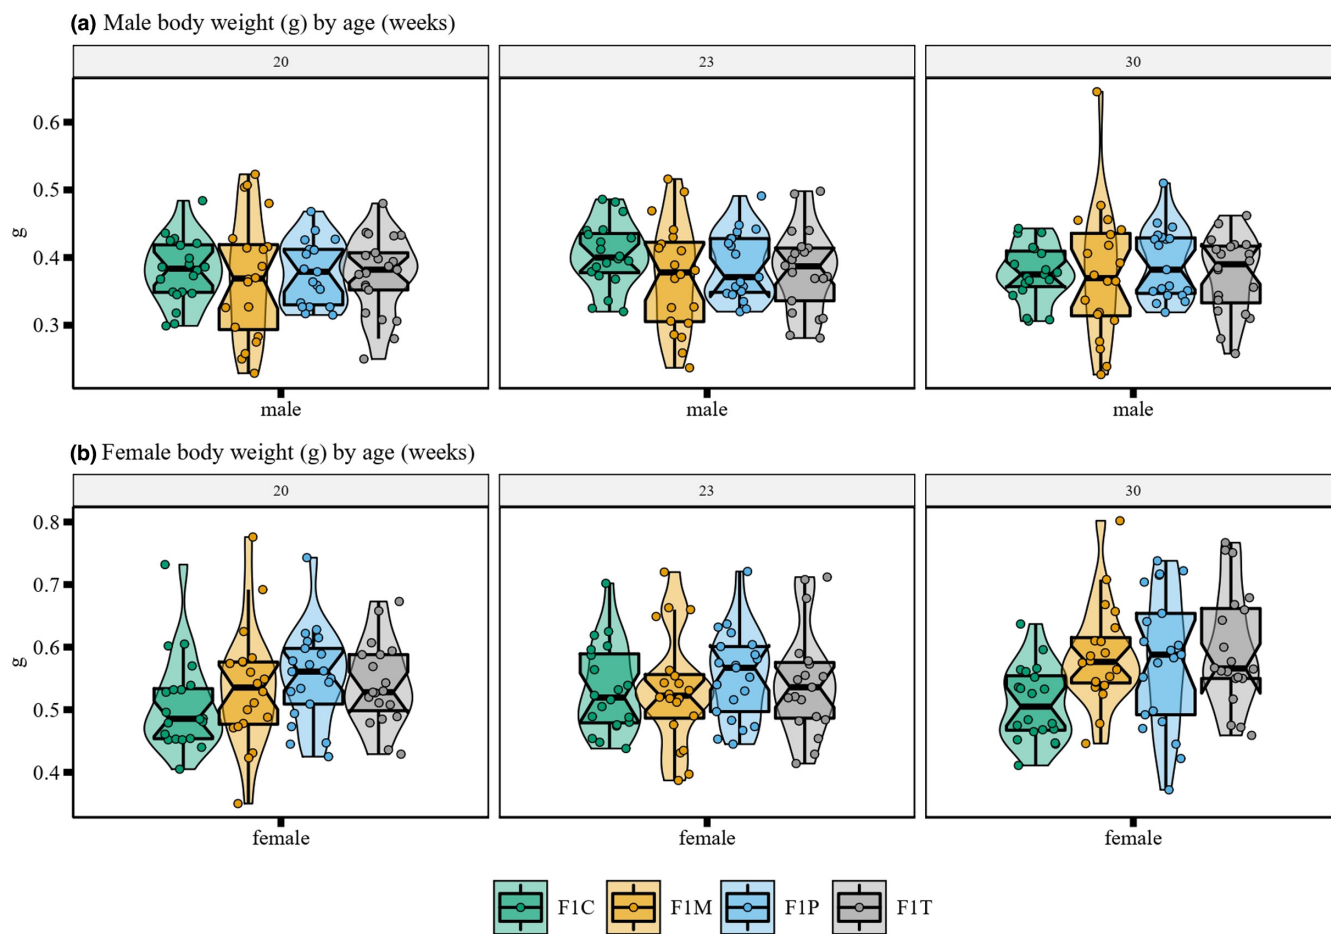 (a) Male body weight (g) by age (weeks)
20 23 30
0.6
0.5
g
0.4
0.3
male male male
(b) Female body weight (g) by age (weeks)
20 23 30
0.8
0.7
g
0.6
0.5
0.4
female female female
F1C F1M F1P F1T